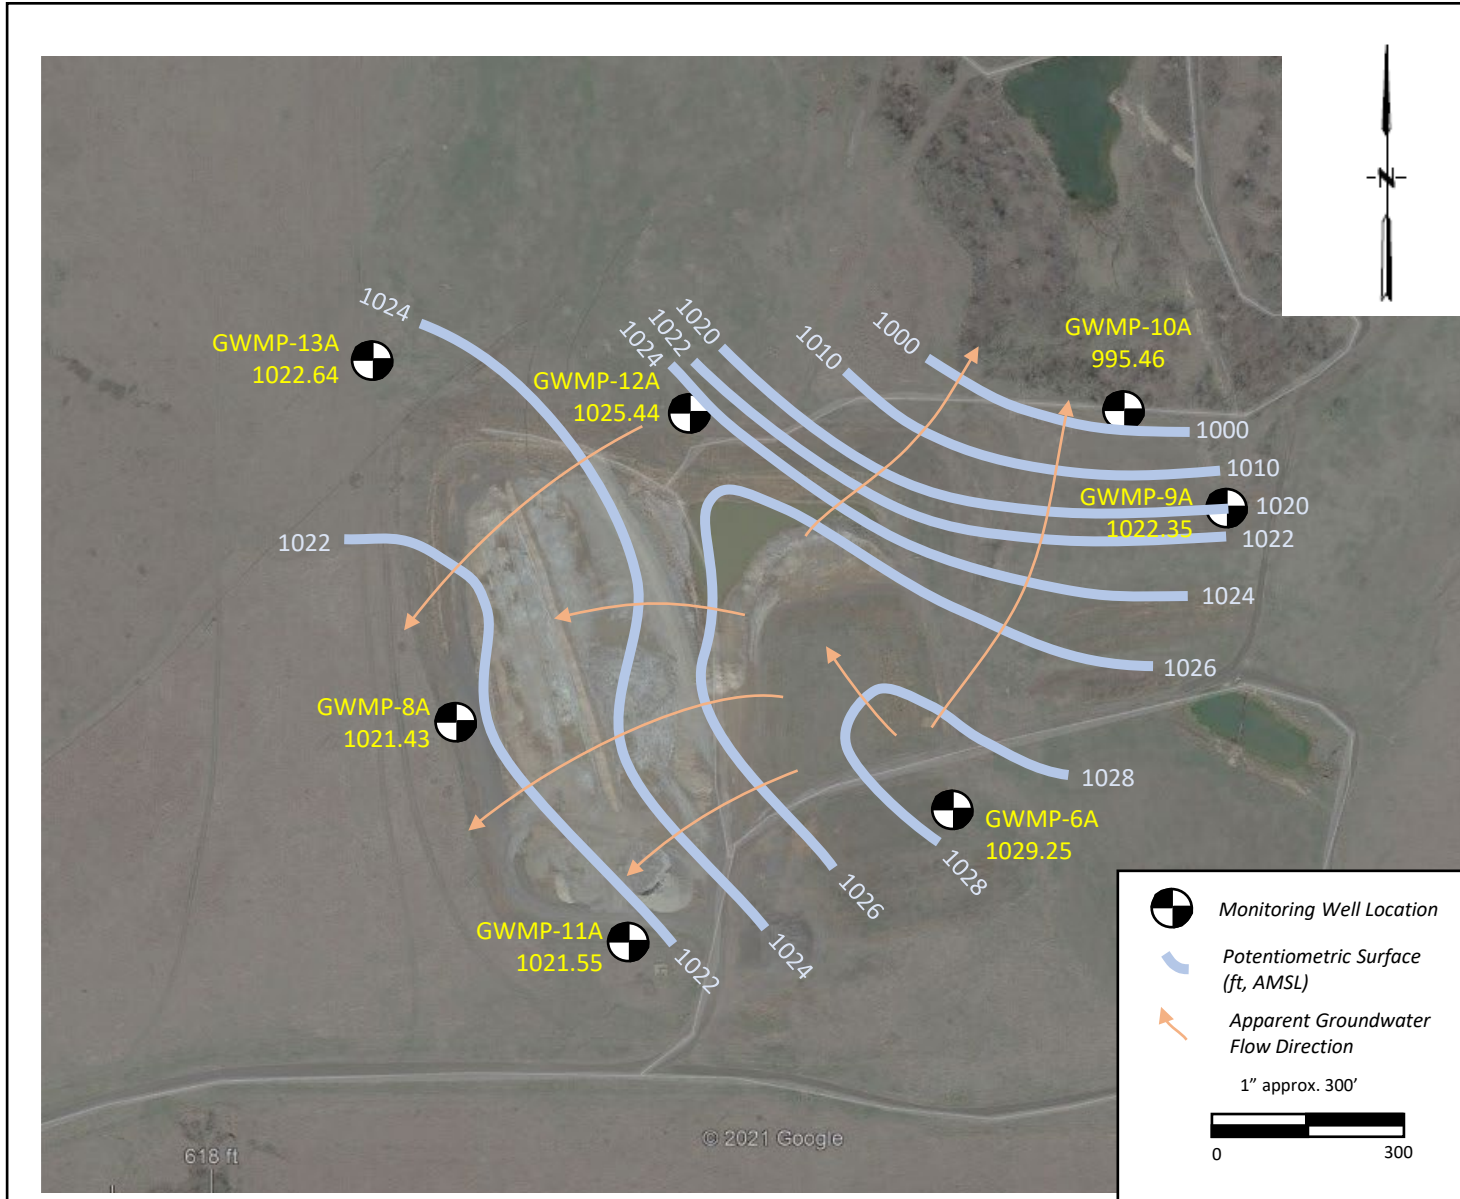 N
1024
GWMP-13A
1022.64
GWMP-12A
1025.44
1024
1022
1020
1010
1000
GWMP-10A
995.46
1000
1010
GWMP-9A
1022.35
1020
1022
1022
1024
1026
GWMP-8A
1021.43
1028
GWMP-6A
1029.25
1028
1026
GWMP-11A
1021.55
1024
1022
Monitoring Well Location
Potentiometric Surface
(ft, AMSL)
Apparent Groundwater
Flow Direction
1” approx. 300’
0 300
© 2021 Google
618 ft